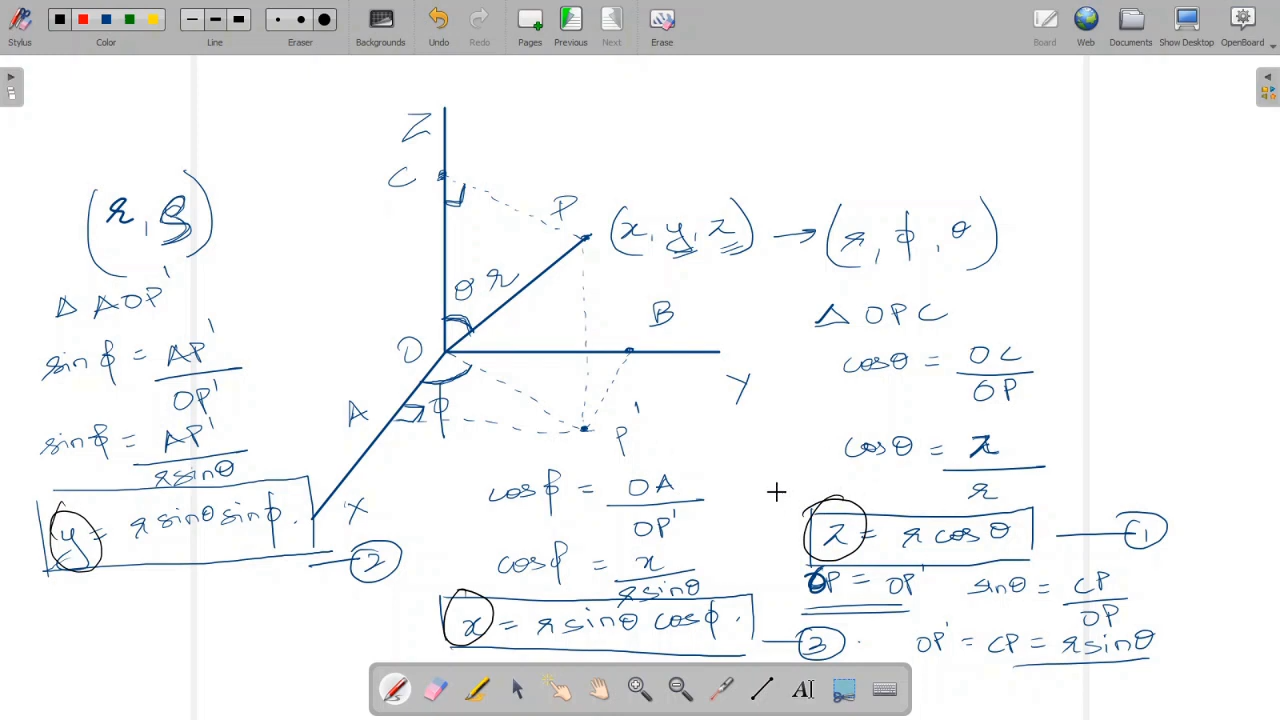 Stylus Color Line Eraser Backgrounds Undo Redo Pages Previous Next Erase Board Web Documents Show Desktop OpenBoard
Z
C
P
(x, y, z) → (r, ϕ, θ)
θ r
O
B
Y
A
ϕ
P'
X
(r, θ)
Δ AOP'
sin ϕ = AP' / OP'
sin ϕ = AP' / r sin θ
y = r sin θ sin ϕ. — ②
cos ϕ = OA / OP'
cos ϕ = x / r sin θ
x = r sin θ cos ϕ. — ③
Δ OPC
cos θ = OC / OP
cos θ = z / r
z = r cos θ — ①
CP = OP' sin θ = CP / OP
OP' = CP = r sin θ